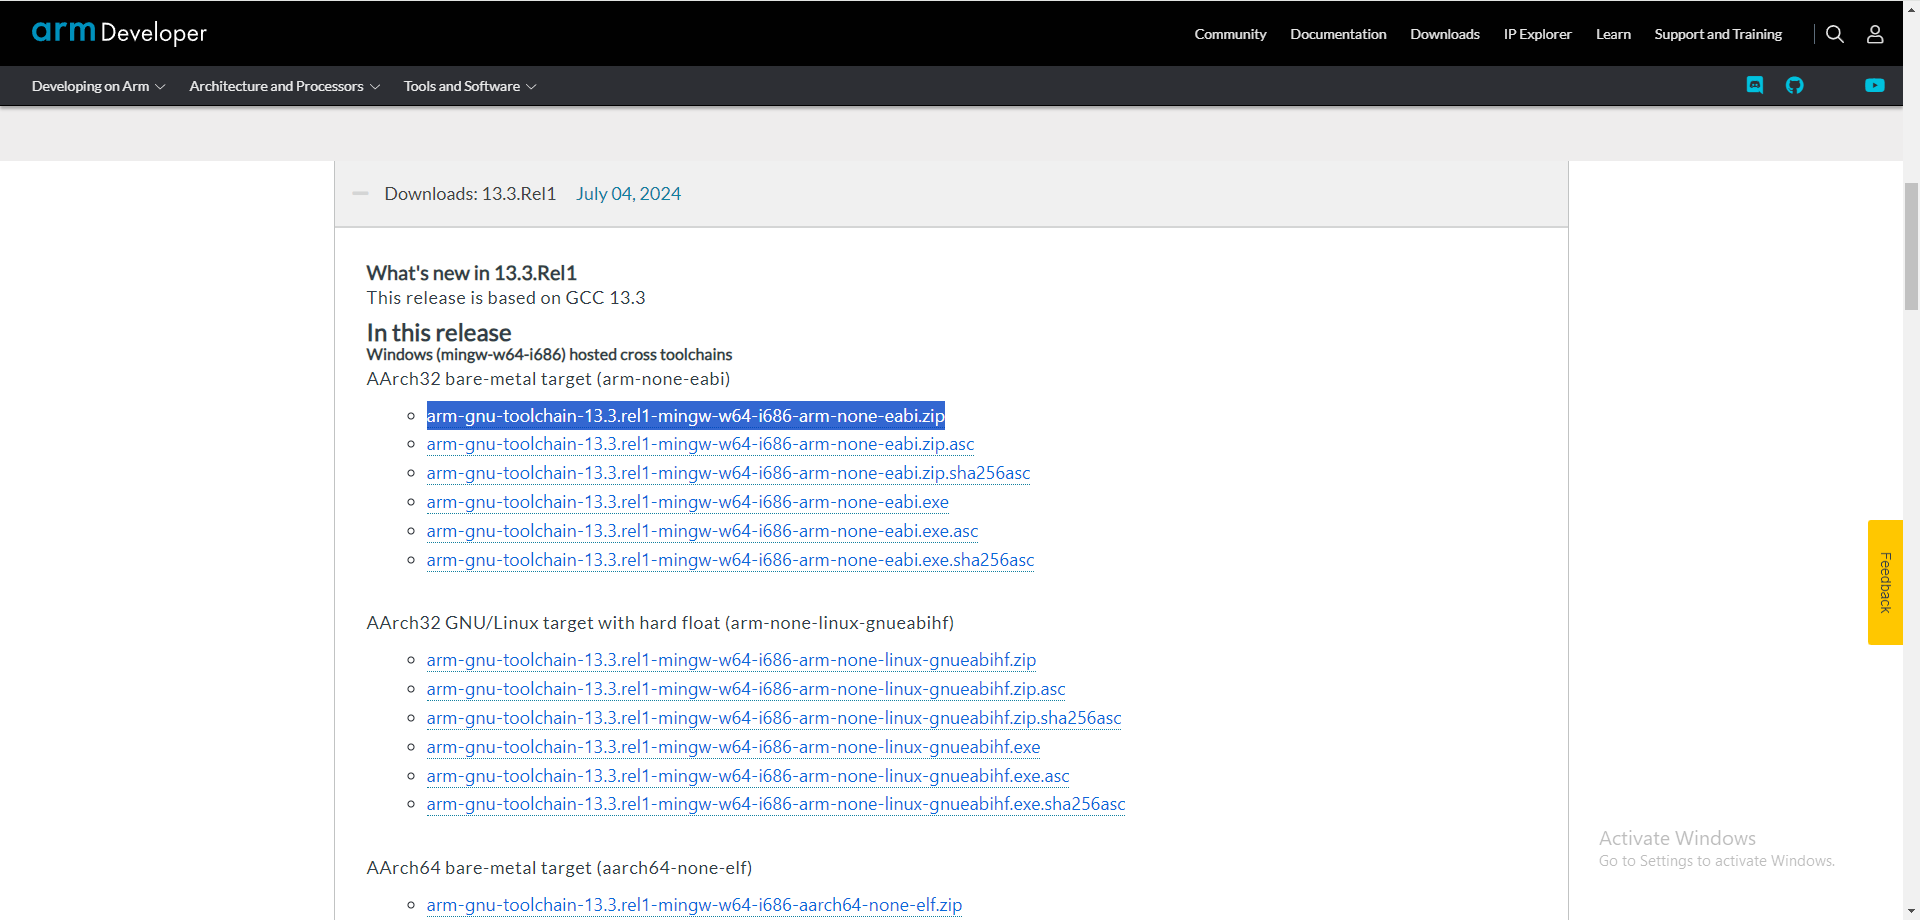 arm Developer
Community Documentation Downloads IP Explorer Learn Support and Training
Developing on Arm Architecture and Processors Tools and Software
Downloads: 13.3.Rel1 July 04, 2024
What's new in 13.3.Rel1
This release is based on GCC 13.3
In this release
Windows (mingw-w64-i686) hosted cross toolchains
AArch32 bare-metal target (arm-none-eabi)
arm-gnu-toolchain-13.3.rel1-mingw-w64-i686-arm-none-eabi.zip
arm-gnu-toolchain-13.3.rel1-mingw-w64-i686-arm-none-eabi.zip.asc
arm-gnu-toolchain-13.3.rel1-mingw-w64-i686-arm-none-eabi.zip.sha256asc
arm-gnu-toolchain-13.3.rel1-mingw-w64-i686-arm-none-eabi.exe
arm-gnu-toolchain-13.3.rel1-mingw-w64-i686-arm-none-eabi.exe.asc
arm-gnu-toolchain-13.3.rel1-mingw-w64-i686-arm-none-eabi.exe.sha256asc
AArch32 GNU/Linux target with hard float (arm-none-linux-gnueabihf)
arm-gnu-toolchain-13.3.rel1-mingw-w64-i686-arm-none-linux-gnueabihf.zip
arm-gnu-toolchain-13.3.rel1-mingw-w64-i686-arm-none-linux-gnueabihf.zip.asc
arm-gnu-toolchain-13.3.rel1-mingw-w64-i686-arm-none-linux-gnueabihf.zip.sha256asc
arm-gnu-toolchain-13.3.rel1-mingw-w64-i686-arm-none-linux-gnueabihf.exe
arm-gnu-toolchain-13.3.rel1-mingw-w64-i686-arm-none-linux-gnueabihf.exe.asc
arm-gnu-toolchain-13.3.rel1-mingw-w64-i686-arm-none-linux-gnueabihf.exe.sha256asc
AArch64 bare-metal target (aarch64-none-elf)
arm-gnu-toolchain-13.3.rel1-mingw-w64-i686-aarch64-none-elf.zip
Feedback
Activate Windows
Go to Settings to activate Windows.